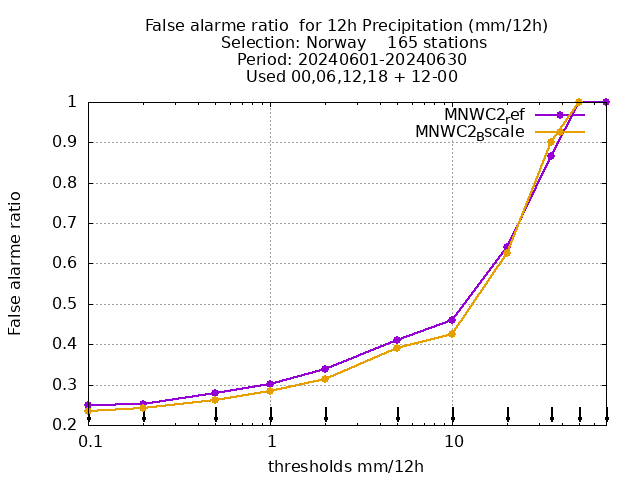 False alarme ratio  for 12h Precipitation (mm/12h)
Selection: Norway    165 stations
Period: 20240601-20240630
Used 00,06,12,18 + 12-00
MNWC2ref
MNWC2Bscale
1
0.9
0.8
0.7
0.6
0.5
0.4
0.3
0.2
False alarme ratio
0.1 1 10
thresholds mm/12h